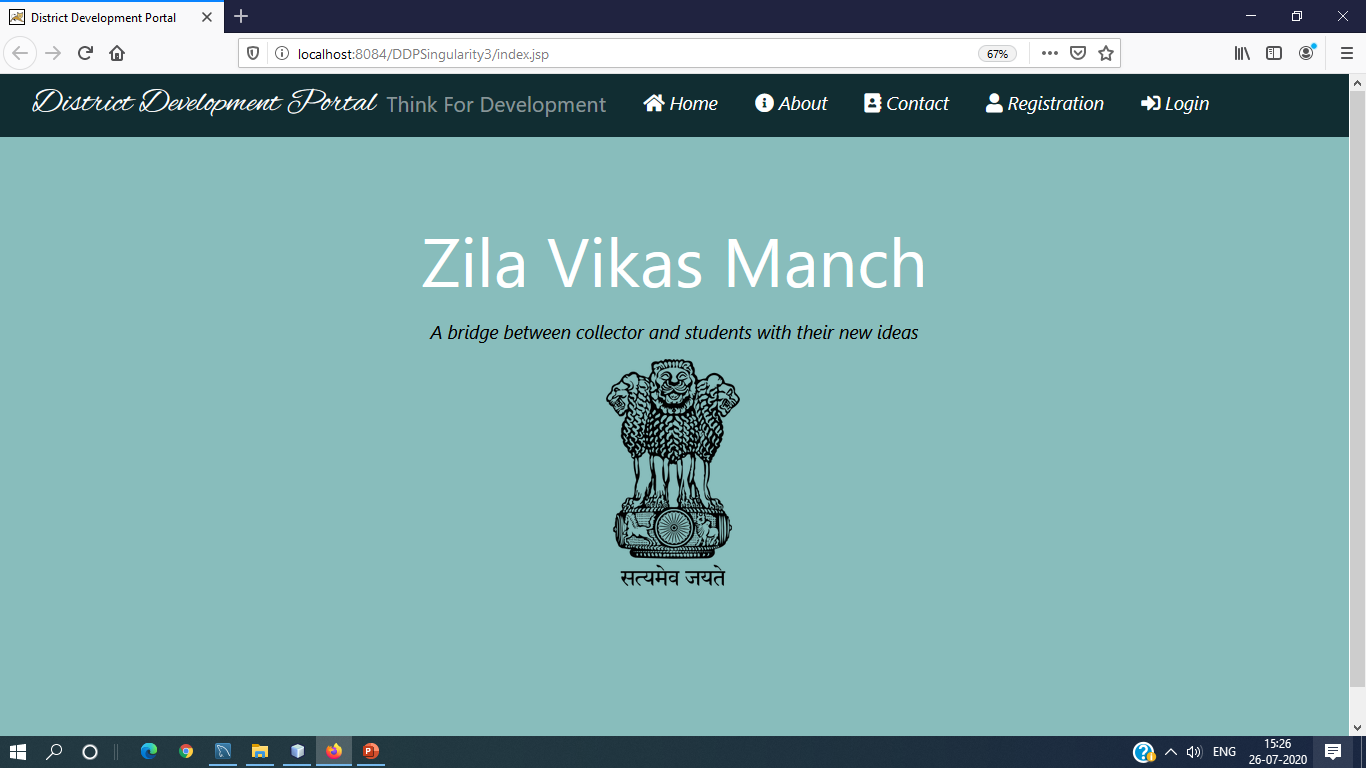 District Development Portal
localhost:8084/DDPSingularity3/index.jsp
67%
District Development Portal Think For Development Home About Contact Registration Login
Zila Vikas Manch
A bridge between collector and students with their new ideas
सत्यमेव जयते
ENG
15:26
26-07-2020